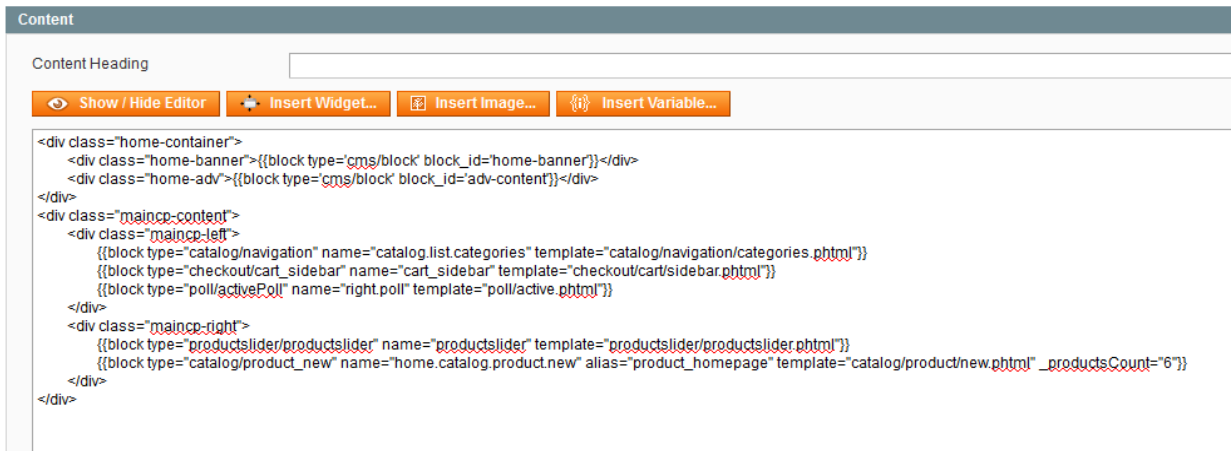 Content
Content Heading
Show / Hide Editor Insert Widget... Insert Image... Insert Variable...
<div class="home-container">
<div class="home-banner">{{block type='cms/block' block_id='home-banner'}}</div>
<div class="home-adv">{{block type='cms/block' block_id='adv-content'}}</div>
</div>
<div class="maincp-content">
<div class="maincp-left">
{{block type="catalog/navigation" name="catalog.list.categories" template="catalog/navigation/categories.phtml"}}
{{block type="checkout/cart_sidebar" name="cart_sidebar" template="checkout/cart/sidebar.phtml"}}
{{block type="poll/activePoll" name="right.poll" template="poll/active.phtml"}}
</div>
<div class="maincp-right">
{{block type="productslider/productslider" name="productslider" template="productslider/productslider.phtml"}}
{{block type="catalog/product_new" name="home.catalog.product.new" alias="product_homepage" template="catalog/product/new.phtml" _productsCount="6"}}
</div>
</div>